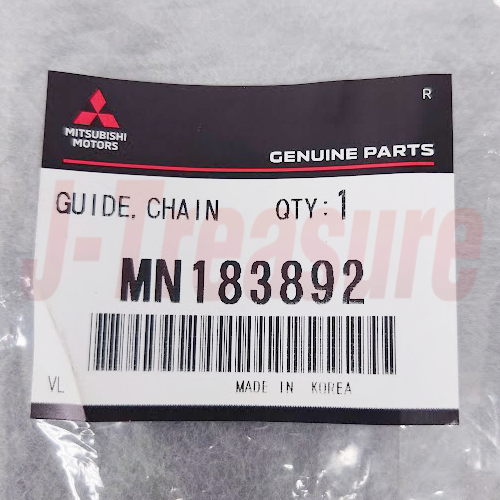 R
MITSUBISHI
MOTORS
GENUINE PARTS
GUIDE, CHAIN QTY:1
J-Treasure
MN183892
VL MADE IN KOREA